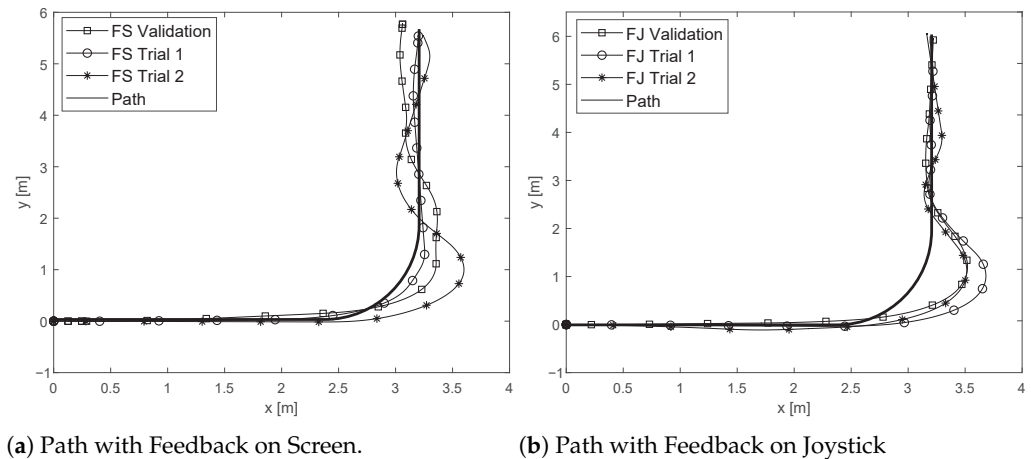 6
5
4
3
2
1
0
−1
y [m]
0
0.5
1
1.5
2
2.5
3
3.5
4
x [m]
FS Validation
FS Trial 1
FS Trial 2
Path
6
5
4
3
2
1
0
−1
y [m]
0
0.5
1
1.5
2
2.5
3
3.5
4
x [m]
FJ Validation
FJ Trial 1
FJ Trial 2
Path
(a) Path with Feedback on Screen.
(b) Path with Feedback on Joystick